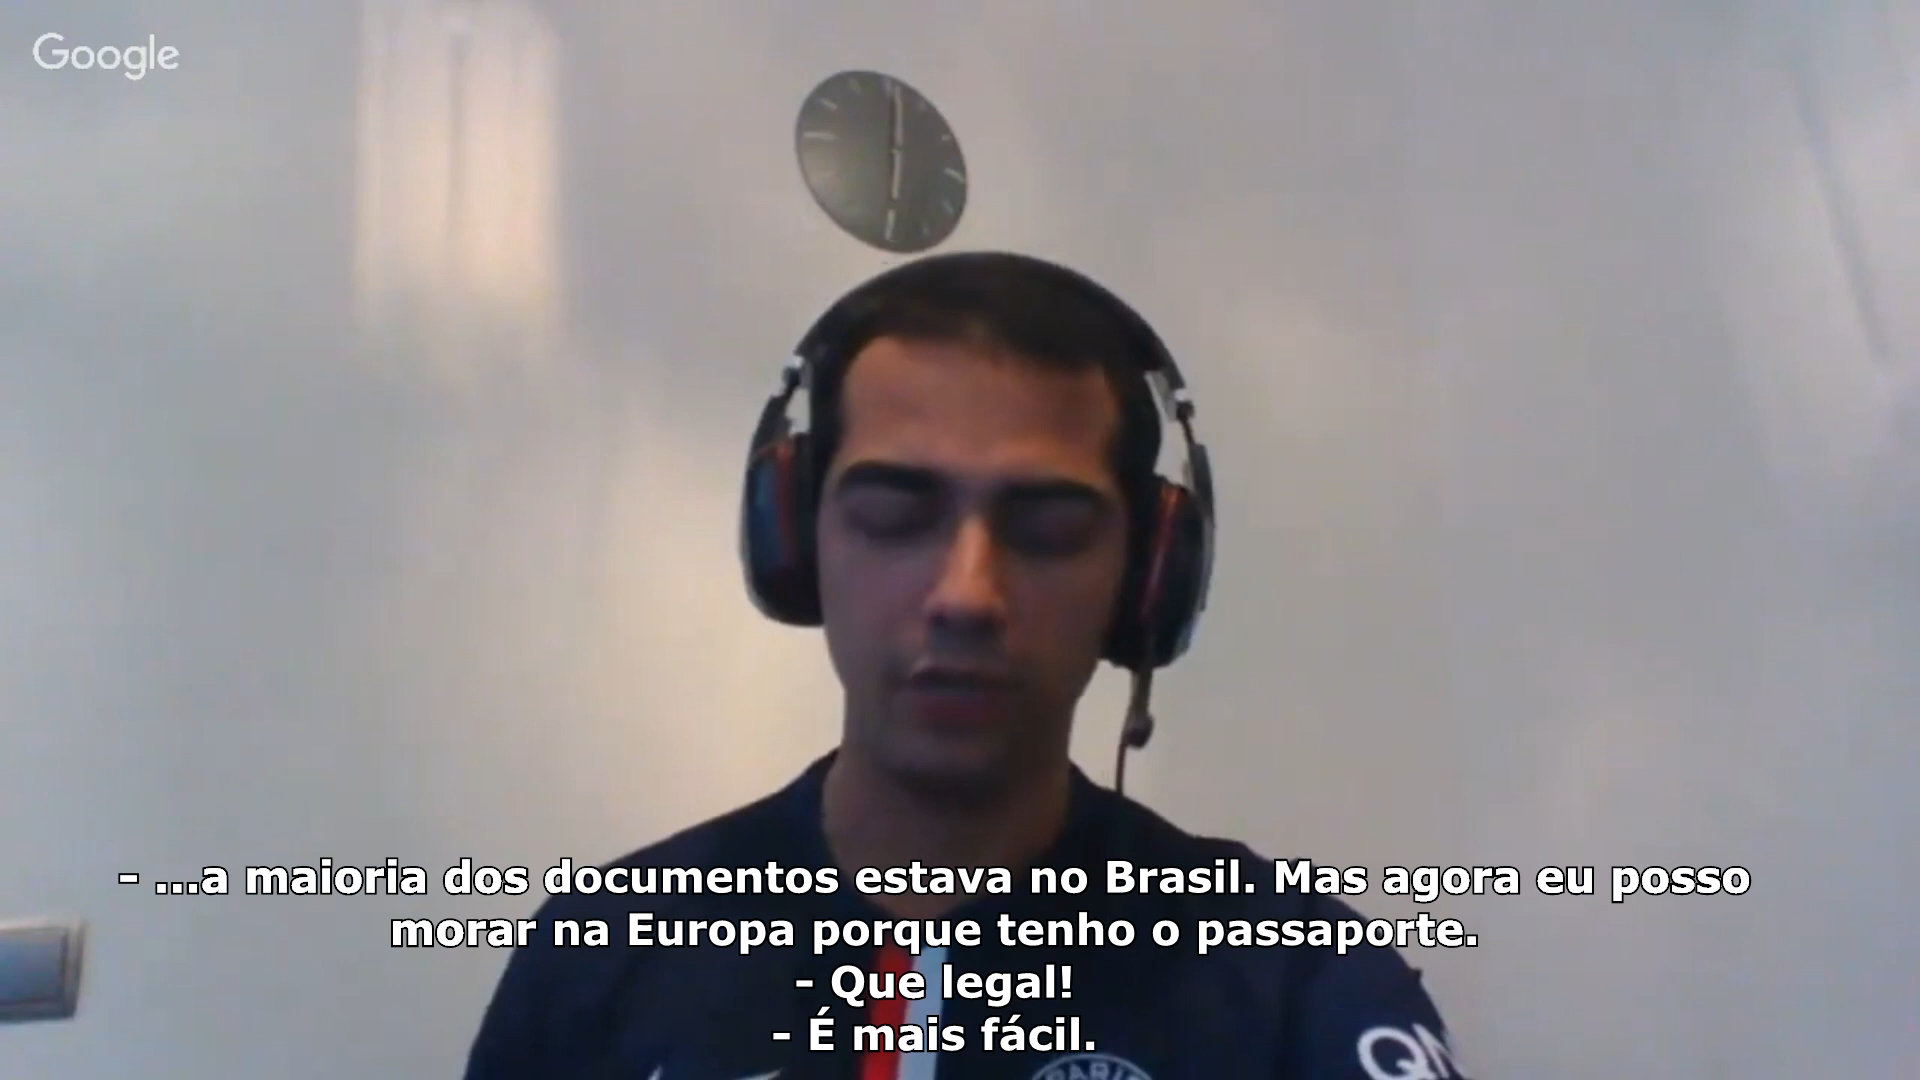 Google
- ...a maioria dos documentos estava no Brasil. Mas agora eu posso
morar na Europa porque tenho o passaporte.
- Que legal!
- É mais fácil.
PARIS